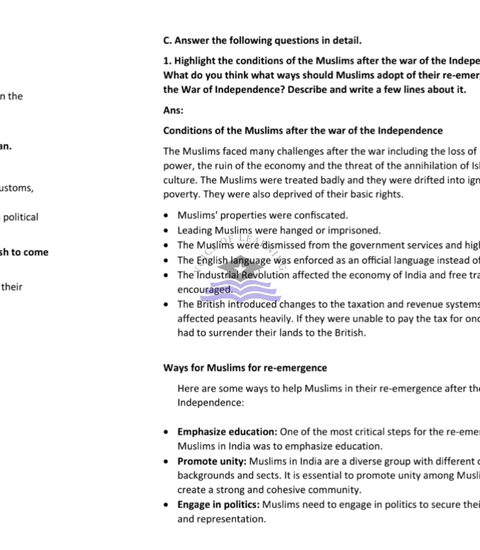 n the
an.
ustoms,
political
sh to come
their
C. Answer the following questions in detail.
1. Highlight the conditions of the Muslims after the war of the Indepe
What do you think what ways should Muslims adopt of their re-emer
the War of Independence? Describe and write a few lines about it.
Ans:
Conditions of the Muslims after the war of the Independence
The Muslims faced many challenges after the war including the loss of
power, the ruin of the economy and the threat of the annihilation of Isl
culture. The Muslims were treated badly and they were drifted into ign
poverty. They were also deprived of their basic rights.
• Muslims' properties were confiscated.
• Leading Muslims were hanged or imprisoned.
• The Muslims were dismissed from the government services and high
• The English language was enforced as an official language instead of
• The Industrial Revolution affected the economy of India and free tra
encouraged.
• The British introduced changes to the taxation and revenue systems
affected peasants heavily. If they were unable to pay the tax for onc
had to surrender their lands to the British.
Ways for Muslims for re-emergence
Here are some ways to help Muslims in their re-emergence after the
Independence:
• Emphasize education: One of the most critical steps for the re-eme
Muslims in India was to emphasize education.
• Promote unity: Muslims in India are a diverse group with different c
backgrounds and sects. It is essential to promote unity among Musli
create a strong and cohesive community.
• Engage in politics: Muslims need to engage in politics to secure thei
and representation.